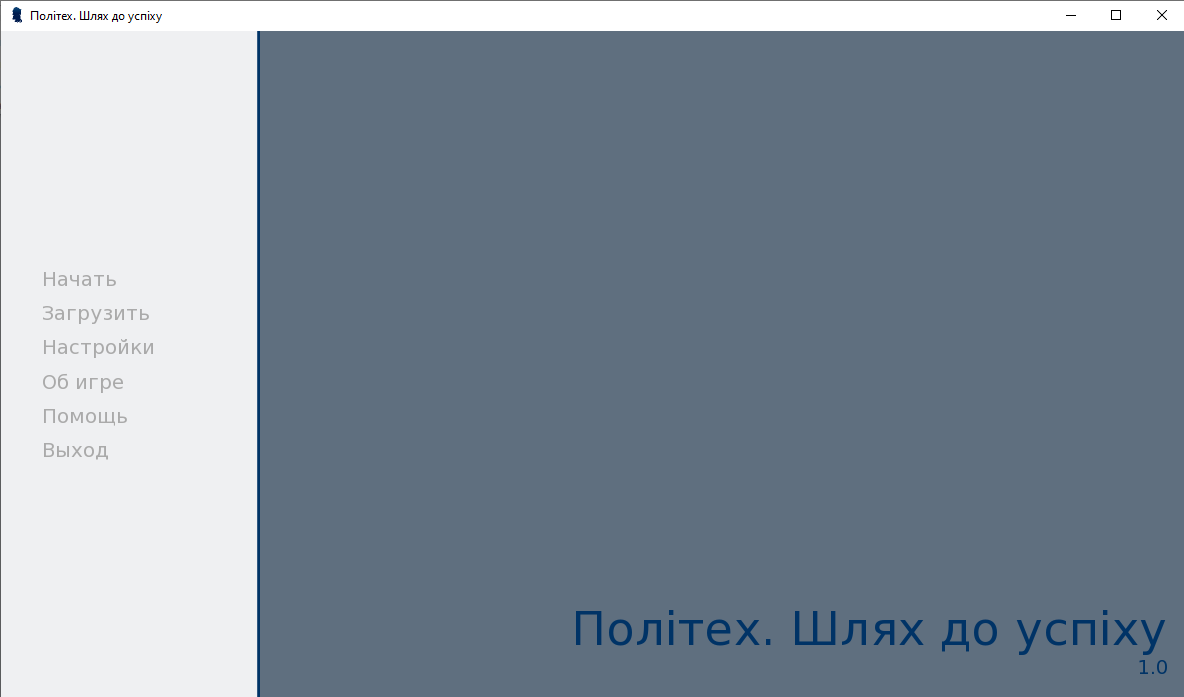 Політех. Шлях до успіху
Начать
Загрузить
Настройки
Об игре
Помощь
Выход
Політех. Шлях до успіху
1.0